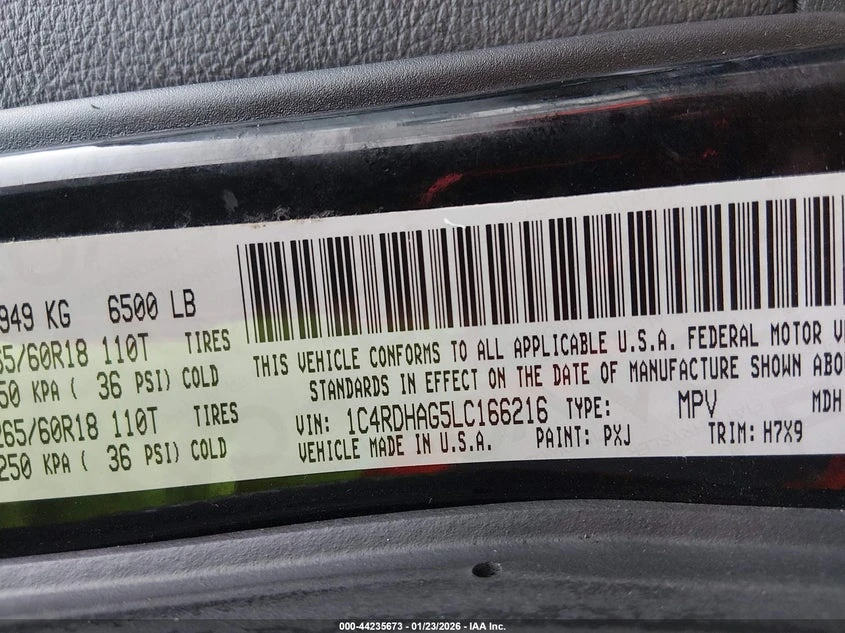 949 KG 6500 LB
65/60R18 110T TIRES
50 KPA ( 36 PSI) COLD
265/60R18 110T TIRES
250 KPA ( 36 PSI) COLD
THIS VEHICLE CONFORMS TO ALL APPLICABLE U.S.A. FEDERAL MOTOR VE
STANDARDS IN EFFECT ON THE DATE OF MANUFACTURE SHOWN ABO
VIN: 1C4RDHAG5LC166216 TYPE: MPV MDH
VEHICLE MADE IN U.S.A. PAINT: PXJ TRIM: H7X9
000-44235673 - 01/23/2026 - IAA Inc.